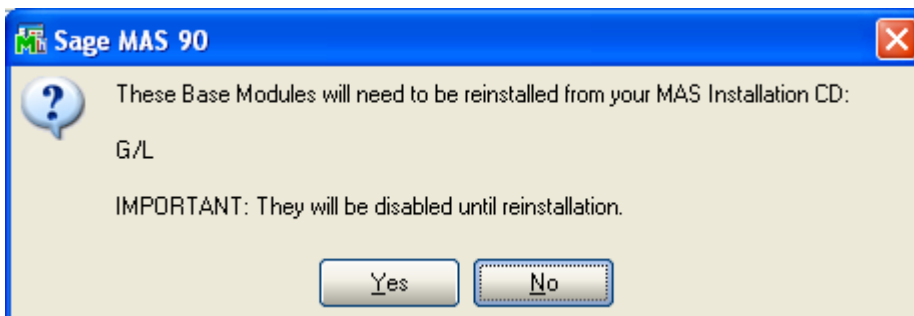 Sage MAS 90
These Base Modules will need to be reinstalled from your MAS Installation CD:
G/L
IMPORTANT: They will be disabled until reinstallation.
Yes
No